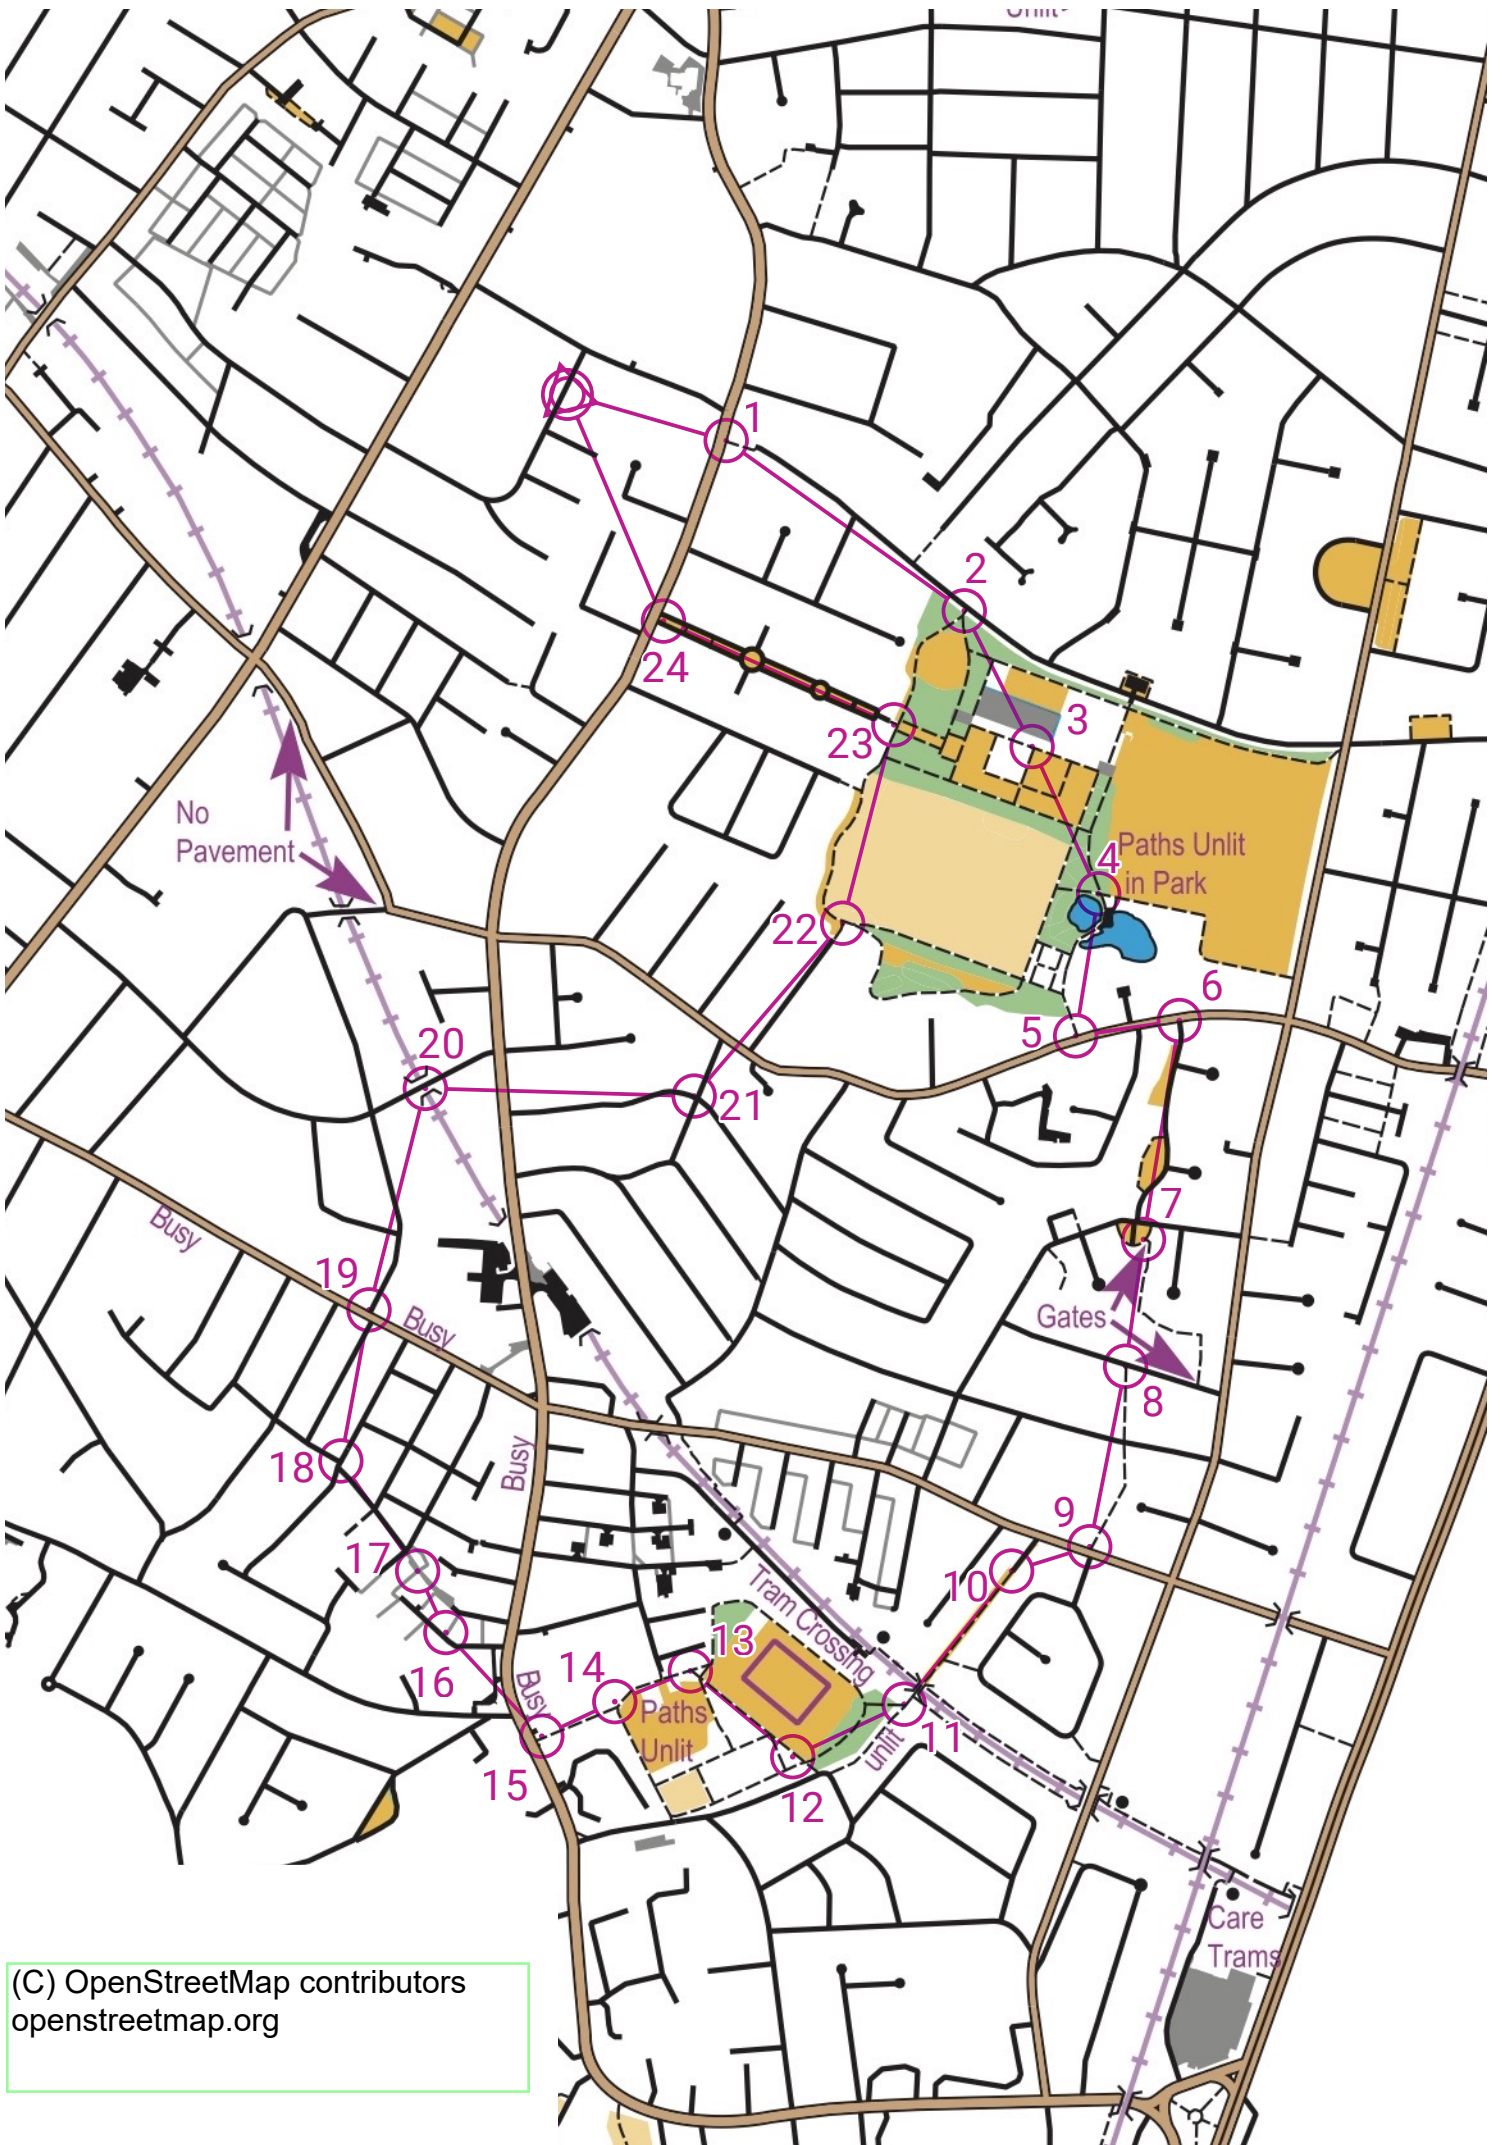 Unlit
1
2
3
24
23
No
Pavement
Paths Unlit
4
in Park
22
6
5
20
21
7
Busy
19
Busy
Gates
8
18
Busy
9
17
10
Tram Crossing
13
14
16
Busy
Paths
Unlit
unlit
11
15
12
Care
Trams
(C) OpenStreetMap contributors
openstreetmap.org